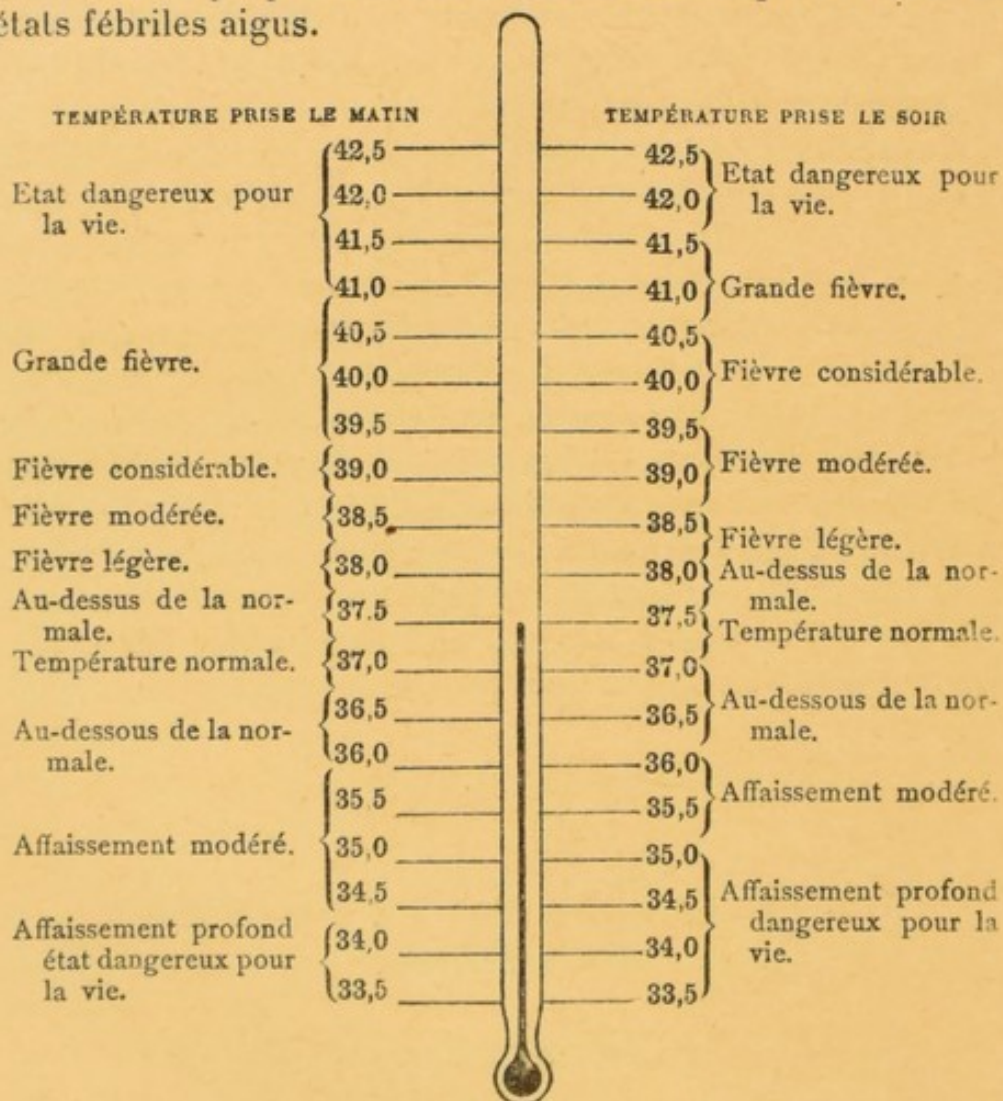 états fébriles aigus.
TEMPÉRATURE PRISE LE MATIN
Etat dangereux pour
la vie.
42,5
42,0
41,5
41,0
Grande fièvre.
40,5
40,0
39,5
Fièvre considérable.
39,0
Fièvre modérée.
38,5
Fièvre légère.
38,0
Au-dessus de la nor-
male.
37.5
Température normale.
37,0
Au-dessous de la nor-
male.
36,5
36,0
Affaissement modéré.
35 5
35,0
34,5
Affaissement profond
état dangereux pour
la vie.
34,0
33,5
TEMPÉRATURE PRISE LE SOIR
42,5
42,0
Etat dangereux pour
la vie.
41,5
41,0
Grande fièvre.
40,5
40,0
Fièvre considérable.
39,5
39,0
Fièvre modérée.
38,5
38,0
Fièvre légère.
Au-dessus de la nor-
male.
37,5
Température normale.
37,0
36,5
Au-dessous de la nor-
male.
36,0
35,5
Affaissement modéré.
35,0
34,5
34,0
33,5
Affaissement profond
dangereux pour la
vie.